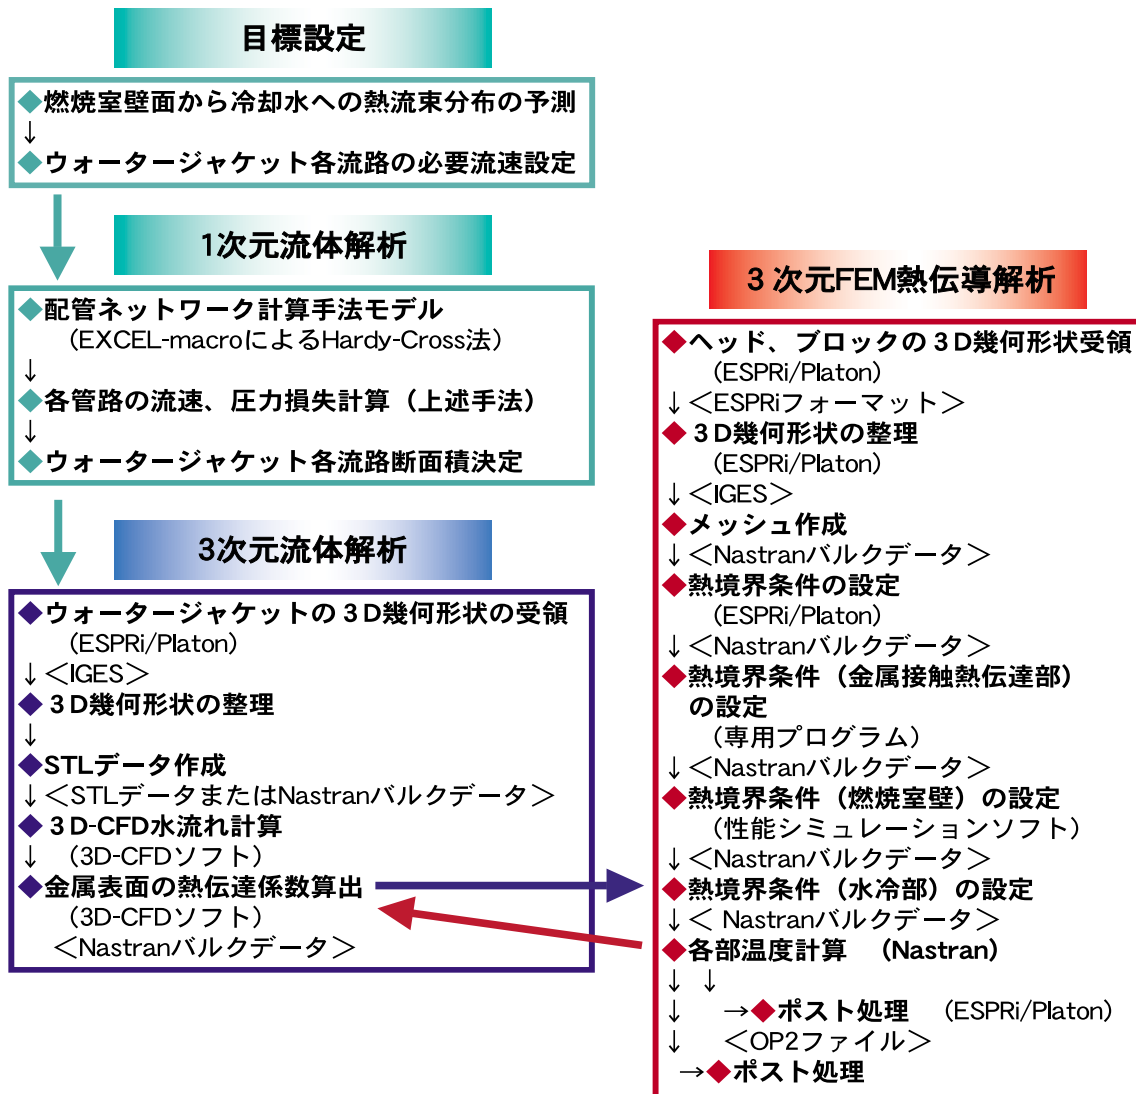 目標設定
◆燃焼室壁面から冷却水への熱流束分布の予測
↓
◆ウォータージャケット各流路の必要流速設定
1次元流体解析
◆配管ネットワーク計算手法モデル
（EXCEL-macroによるHardy-Cross法）
↓
◆各管路の流速、圧力損失計算（上述手法）
↓
◆ウォータージャケット各流路断面積決定
3次元流体解析
◆ウォータージャケットの3D幾何形状の受領
（ESPRi/Platon）
↓＜IGES＞
◆3D幾何形状の整理
↓
◆STLデータ作成
↓＜STLデータまたはNastranバルクデータ＞
◆3D-CFD水流れ計算
↓（3D-CFDソフト）
◆金属表面の熱伝達係数算出
（3D-CFDソフト）
＜Nastranバルクデータ＞
3次元FEM熱伝導解析
◆ヘッド、ブロックの3D幾何形状受領
（ESPRi/Platon）
↓＜ESPRiフォーマット＞
◆3D幾何形状の整理
（ESPRi/Platon）
↓＜IGES＞
◆メッシュ作成
↓＜Nastranバルクデータ＞
◆熱境界条件の設定
（ESPRi/Platon）
↓＜Nastranバルクデータ＞
◆熱境界条件（金属接触熱伝達部）
の設定
（専用プログラム）
↓＜Nastranバルクデータ＞
◆熱境界条件（燃焼室壁）の設定
（性能シミュレーションソフト）
↓＜Nastranバルクデータ＞
◆熱境界条件（水冷部）の設定
↓＜ Nastranバルクデータ＞
◆各部温度計算 （Nastran）
↓ ↓
↓ →◆ポスト処理 （ESPRi/Platon）
↓ ＜OP2ファイル＞
→◆ポスト処理